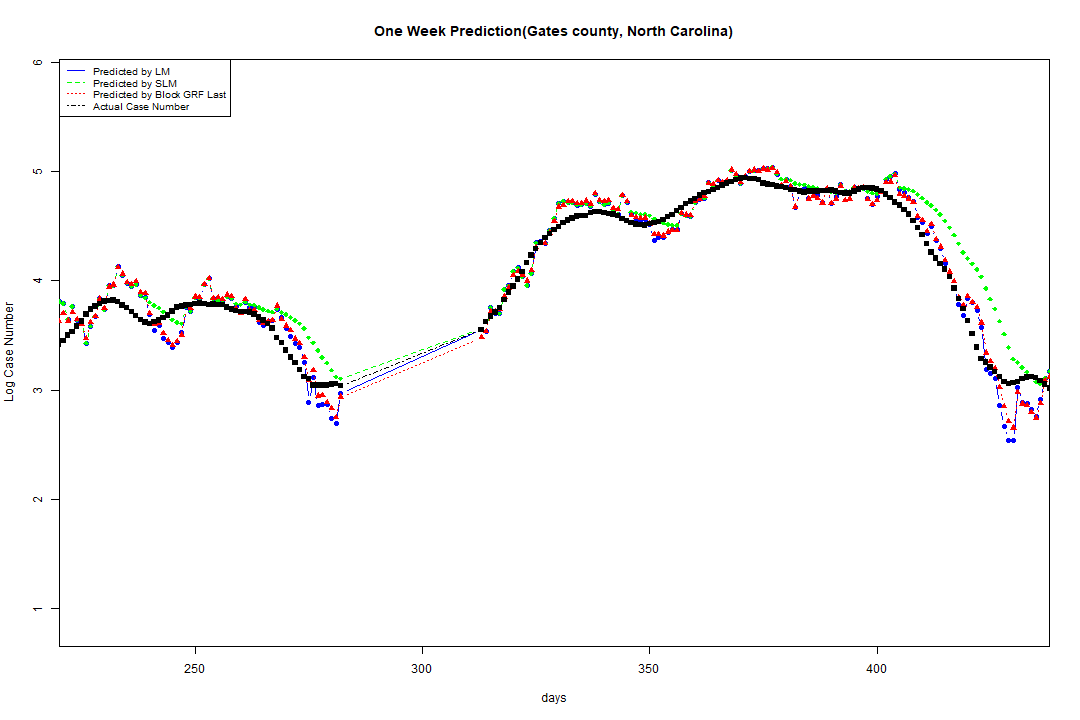 One Week Prediction(Gates county, North Carolina)
Predicted by LM
Predicted by SLM
Predicted by Block GRF Last
Actual Case Number
6
5
4
3
2
1
Log Case Number
250
300
350
400
days